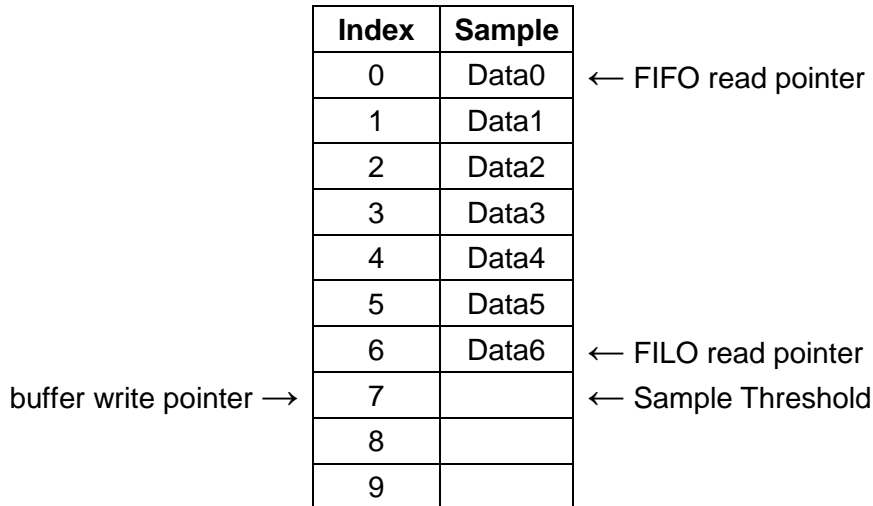 Index Sample
0 Data0 ← FIFO read pointer
1 Data1
2 Data2
3 Data3
4 Data4
5 Data5
6 Data6 ← FILO read pointer
buffer write pointer → 7 ← Sample Threshold
8
9